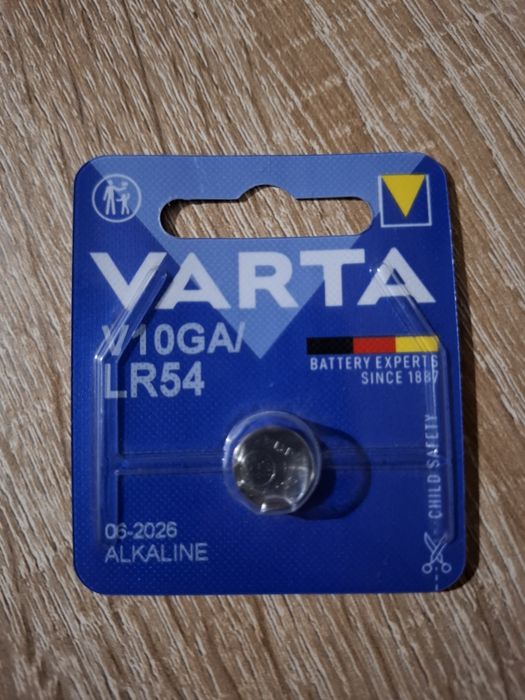 VARTA
V10GA/
LR54
BATTERY EXPERTS
SINCE 1887
CHILD SAFETY
06-2026
ALKALINE